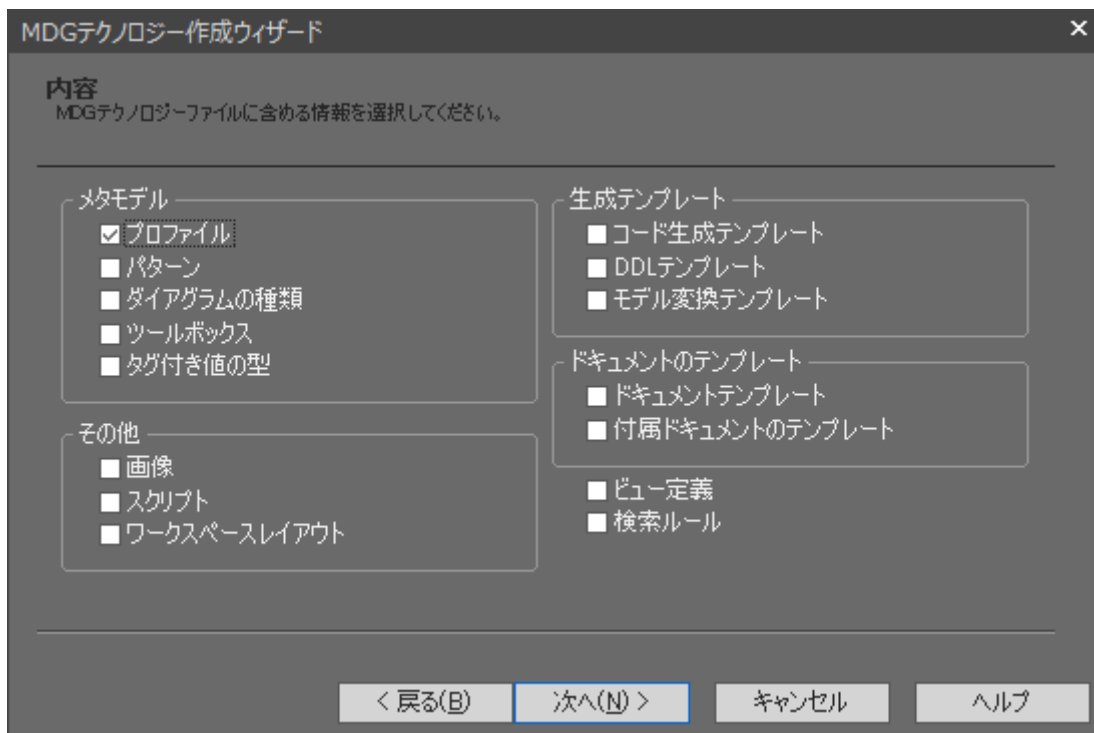 MDGテクノロジー作成ウィザード
内容
MDGテクノロジーファイルに含める情報を選択してください。
メタモデル
プロファイル
パターン
ダイアグラムの種類
ツールボックス
タグ付き値の型
その他
画像
スクリプト
ワークスペースレイアウト
生成テンプレート
コード生成テンプレート
DDLテンプレート
モデル変換テンプレート
ドキュメントのテンプレート
ドキュメントテンプレート
付属ドキュメントのテンプレート
ビュー定義
検索ルール
< 戻る(B) 次へ(N) > キャンセル ヘルプ